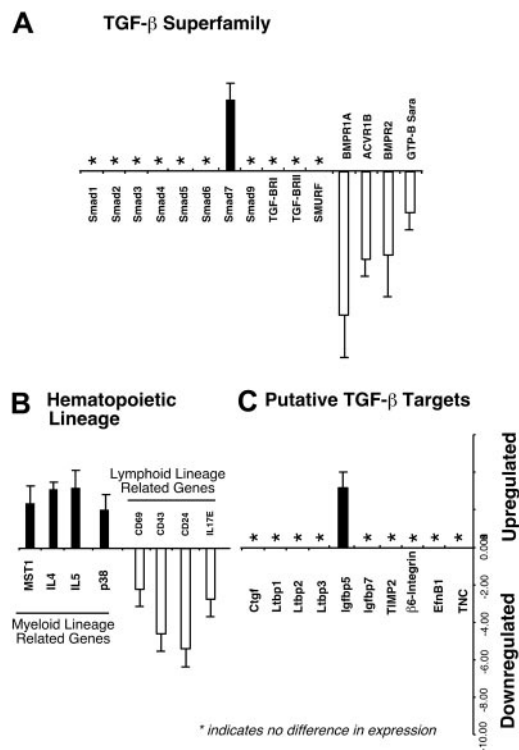 A
TGF-β Superfamily
BMPR1A
ACVR1B
BMPR2
GTP-B Sara
* * * * * * * * * * *
Smad1
Smad2
Smad3
Smad4
Smad5
Smad6
Smad7
Smad9
TGF-BRI
TGF-BRII
SMURF
B Hematopoietic
Lineage
Lymphoid Lineage
Related Genes
CD69
CD43
CD24
IL17E
MST1
IL4
IL5
p38
Myeloid Lineage
Related Genes
C Putative TGF-β Targets
* * * * * * * * *
Ctgf
Ltbp1
Ltbp2
Ltbp3
Igfbp5
Igfbp7
TIMP2
β6-Integrin
EfnB1
TNC
Upregulated
Downregulated
-2.00
-4.00
-6.00
-8.00
-10.00
* indicates no difference in expression